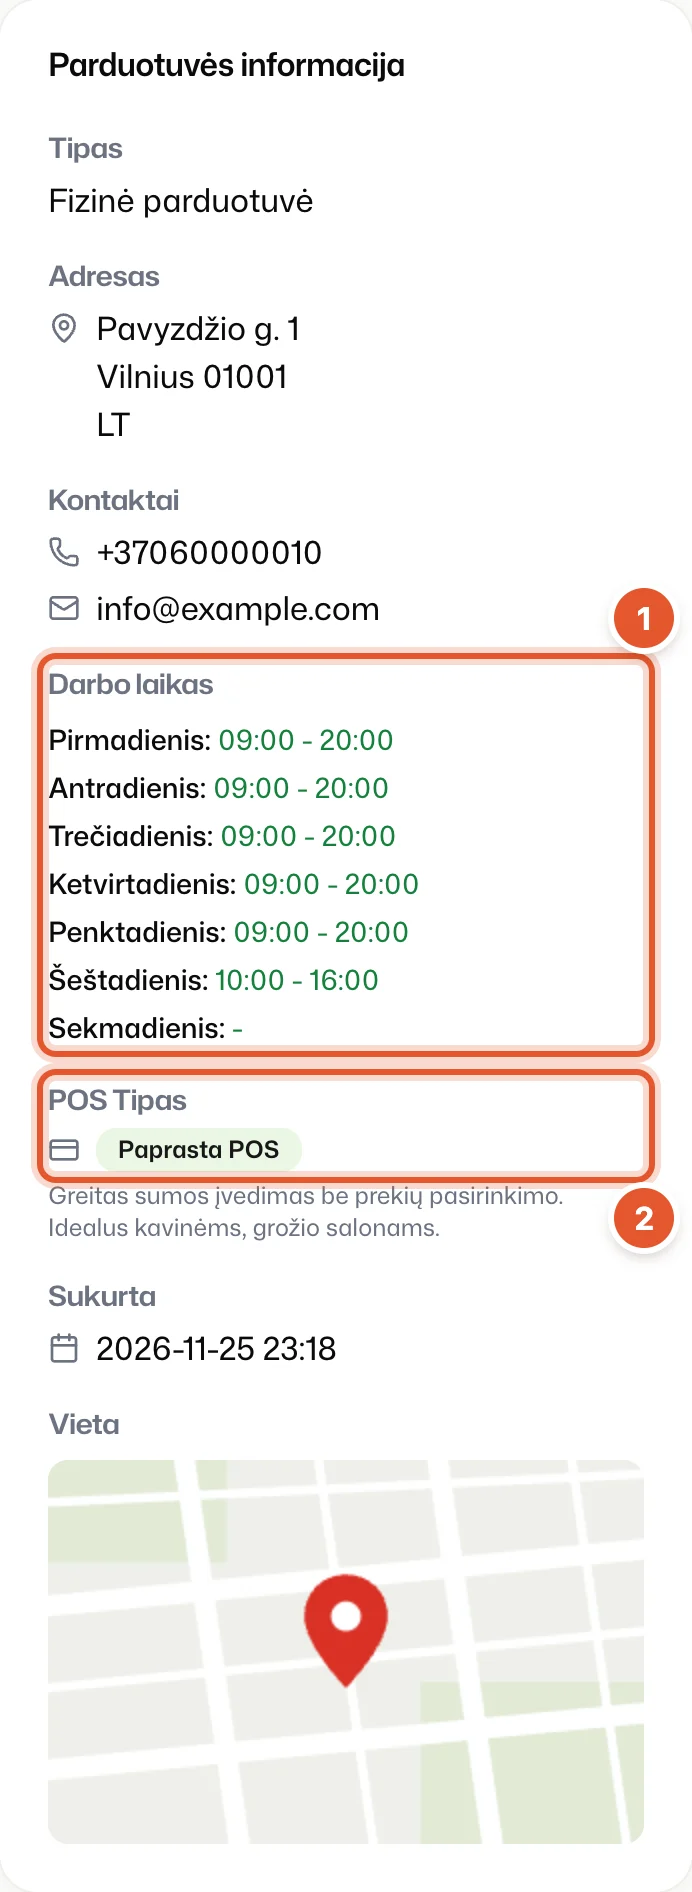 Parduotuvės informacija
Tipas
Fizinė parduotuvė
Adresas
Pavyzdžio g. 1
Vilnius 01001
LT
Kontaktai
+37060000010
info@example.com
1
Darbo laikas
Pirmadienis: 09:00 - 20:00
Antradienis: 09:00 - 20:00
Trečiadienis: 09:00 - 20:00
Ketvirtadienis: 09:00 - 20:00
Penktadienis: 09:00 - 20:00
Šeštadienis: 10:00 - 16:00
Sekmadienis: -
POS Tipas
Paprasta POS
Greitas sumos įvedimas be prekių pasirinkimo.
Idealus kavinėms, grožio salonams.
2
Sukurta
2026-11-25 23:18
Vieta